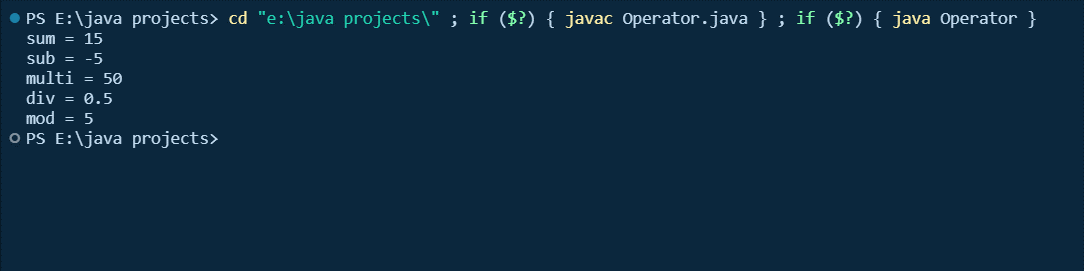 PS E:\java projects> cd "e:\java projects\" ; if ($?) { javac Operator.java } ; if ($?) { java Operator }
sum = 15
sub = -5
multi = 50
div = 0.5
mod = 5
PS E:\java projects>